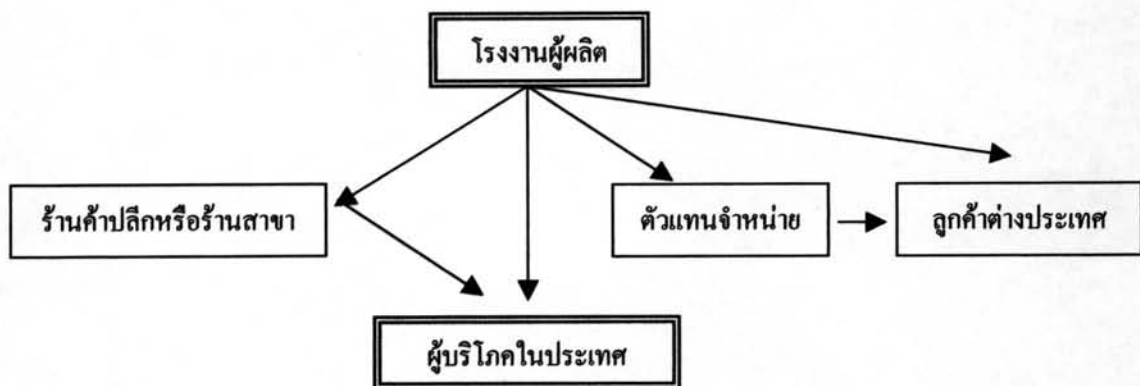 โรงงานผู้ผลิต
ร้านค้าปลีกหรือร้านสาขา
ตัวแทนจำหน่าย
ลูกค้าต่างประเทศ
ผู้บริโภคในประเทศ